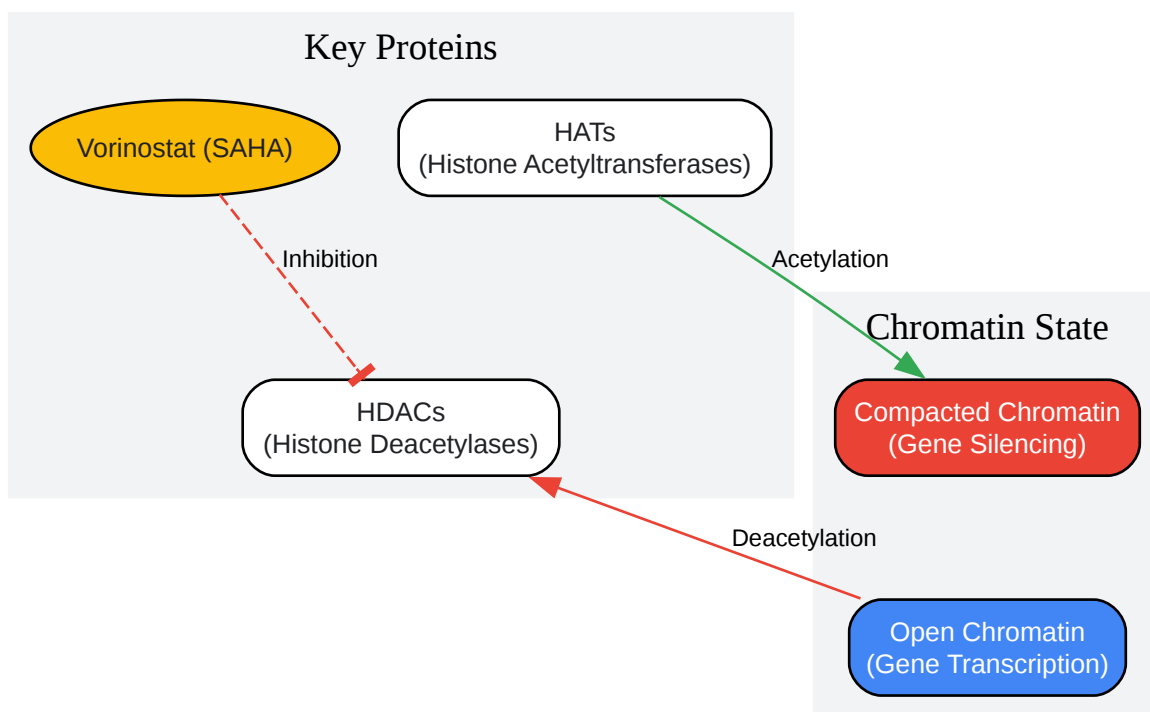 Key Proteins
Vorinostat (SAHA)
HATs
(Histone Acetyltransferases)
Inhibition
Acetylation
Chromatin State
HDACs
(Histone Deacetylases)
Compacted Chromatin
(Gene Silencing)
Deacetylation
Open Chromatin
(Gene Transcription)